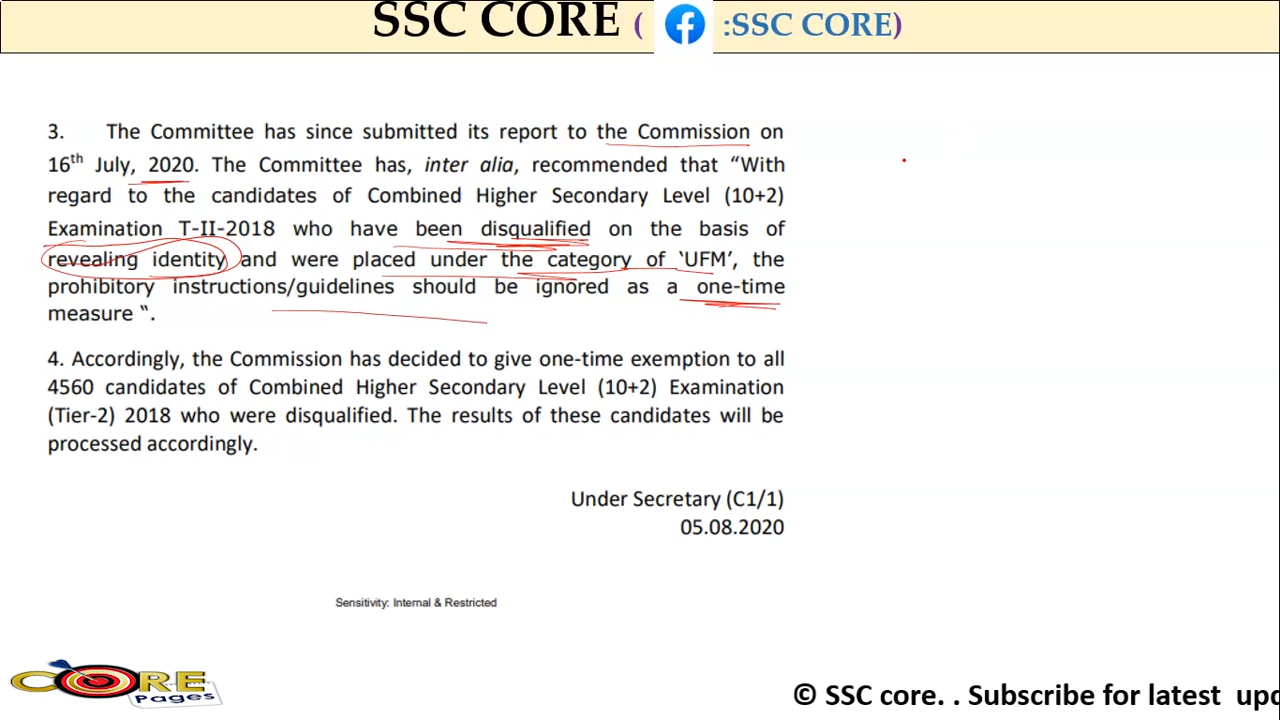 SSC CORE ( :SSC CORE)
3. The Committee has since submitted its report to the Commission on
16th July, 2020. The Committee has, inter alia, recommended that “With
regard to the candidates of Combined Higher Secondary Level (10+2)
Examination T-II-2018 who have been disqualified on the basis of
revealing identity and were placed under the category of ‘UFM’, the
prohibitory instructions/guidelines should be ignored as a one-time
measure “.
4. Accordingly, the Commission has decided to give one-time exemption to all
4560 candidates of Combined Higher Secondary Level (10+2) Examination
(Tier-2) 2018 who were disqualified. The results of these candidates will be
processed accordingly.
Under Secretary (C1/1)
05.08.2020
Sensitivity: Internal & Restricted
CORE
Pages
© SSC core. . Subscribe for latest upd